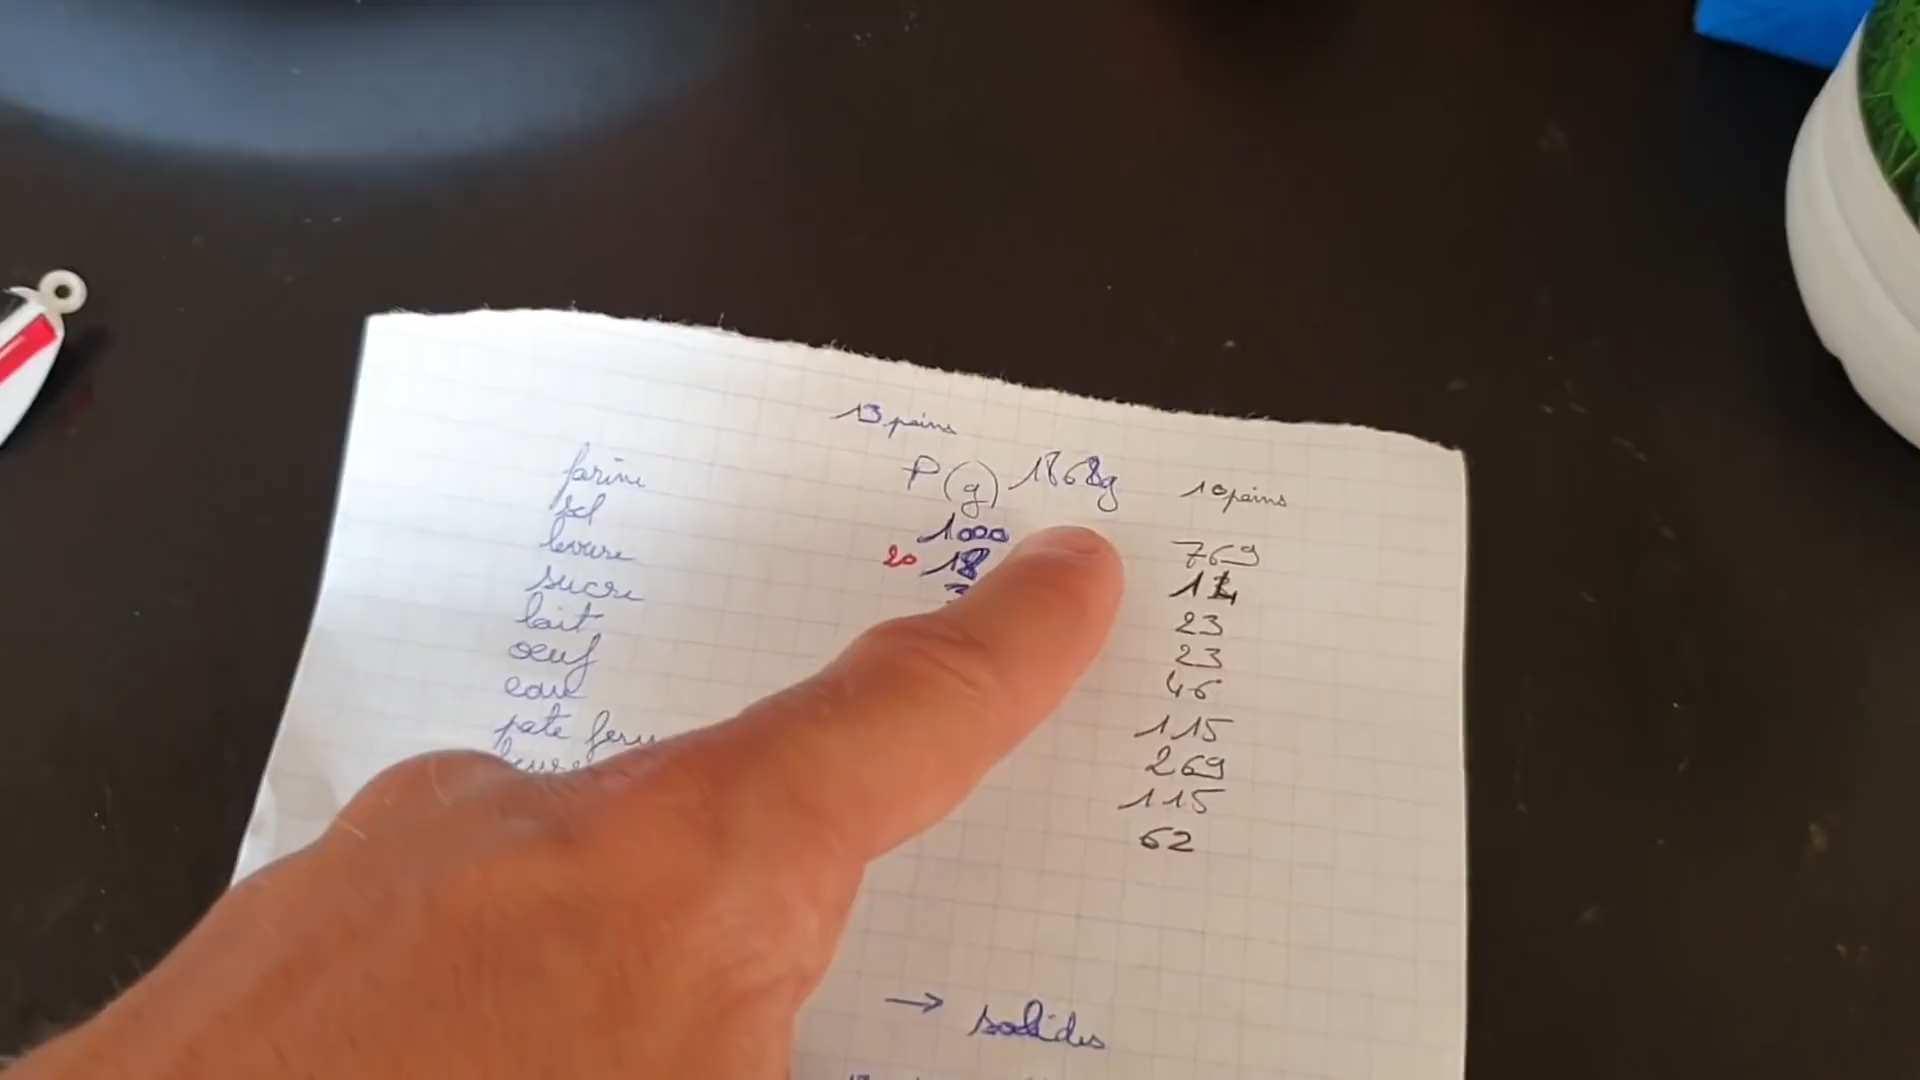 13 pains
P(g) 1868g 10 pains
farine 1000 769
sel 20 18 14
levure 3 23
sucre 23
lait 46
oeuf 115
eau 269
pate 115
62
→ solides